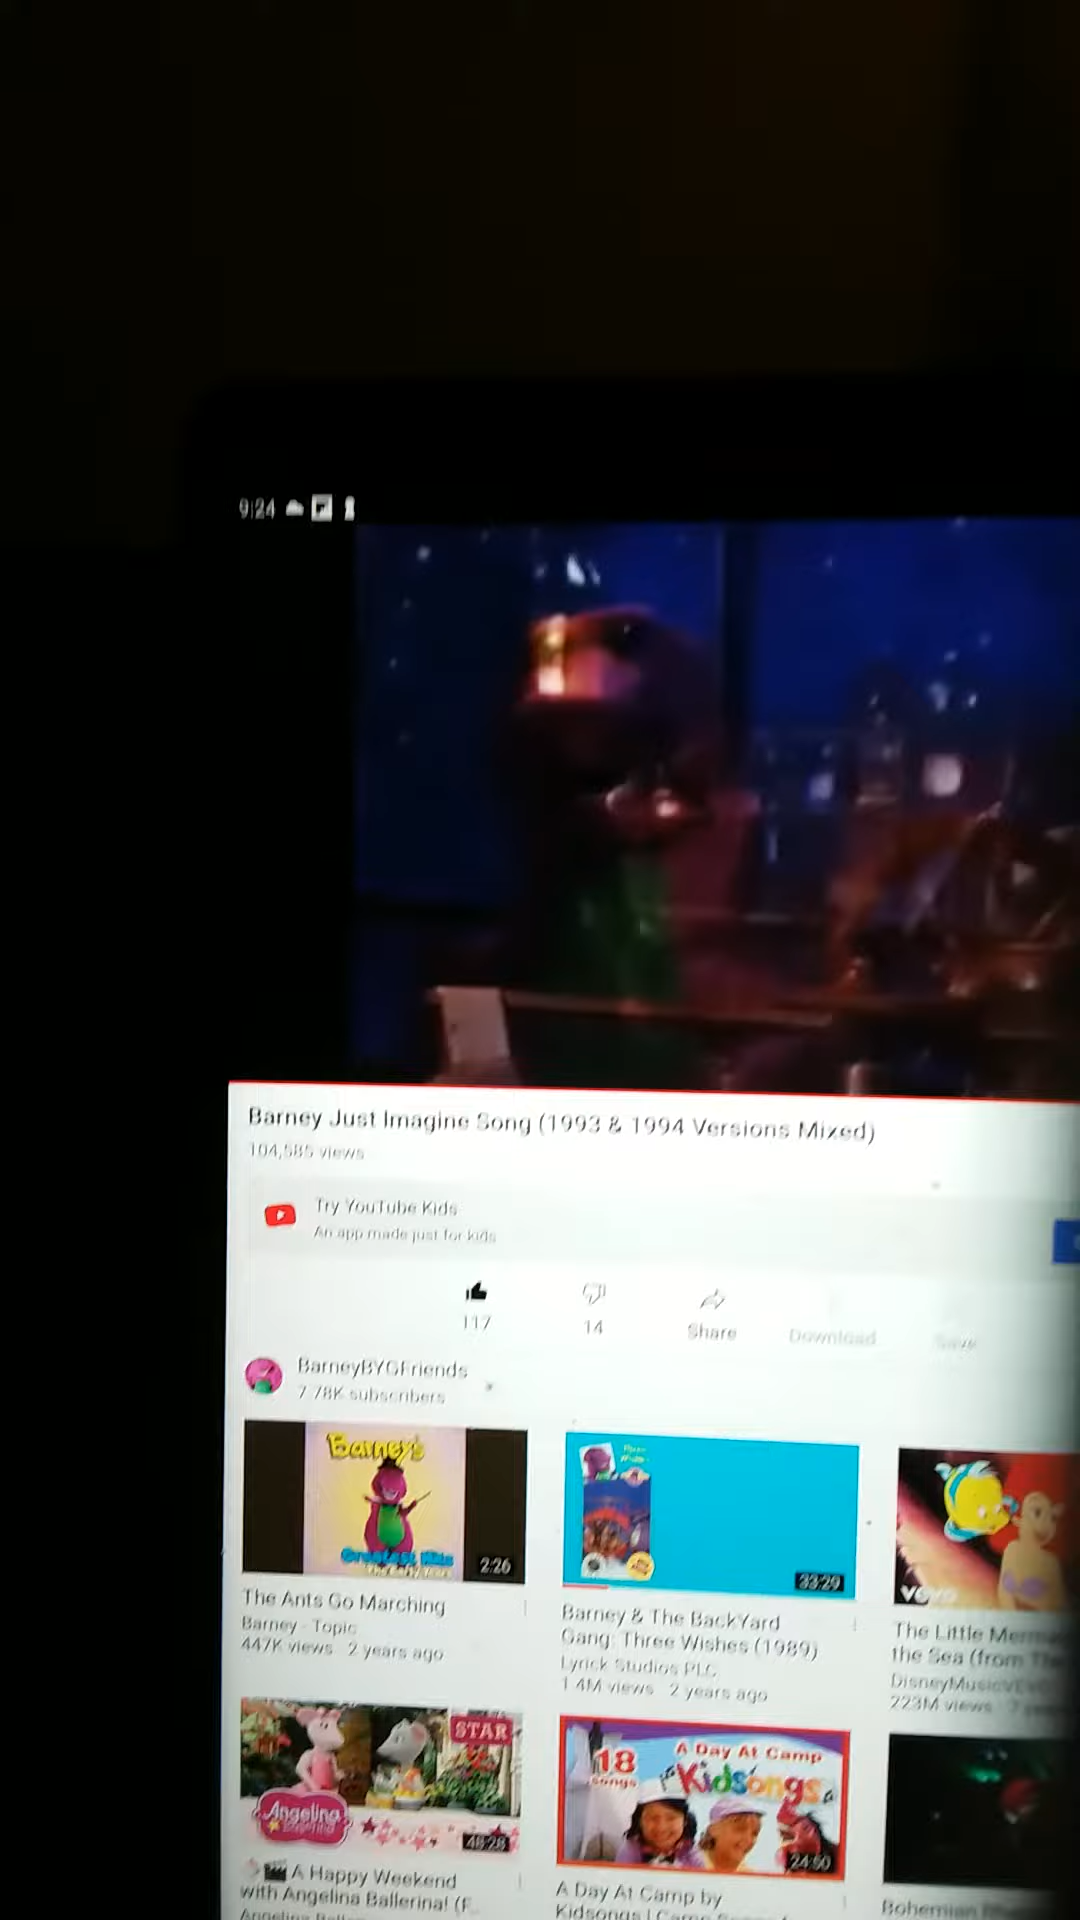 9:24
Barney Just Imagine Song (1993 & 1994 Versions Mixed)
104,585 views
Try YouTube Kids
An app made just for kids
117
14
Share
Download
Save
BarneyBYGFriends
7.78K subscribers
Barney's
Greatest Hits
The Early Years
2:26
33:29
vevo
The Ants Go Marching
Barney - Topic
447K views 2 years ago
Barney & The BackYard
Gang: Three Wishes (1989)
Lyrick Studios PLC
1.4M views 2 years ago
The Little
the Sea (from
223M views
STAR
Angelina
Ballerina
48:28
18
songs
A Day At Camp
Kidsongs
24:50
A Happy Weekend
with Angelina Ballerina! (F...
Angelina
A Day At Camp by
Kidsongs |
Bohemian